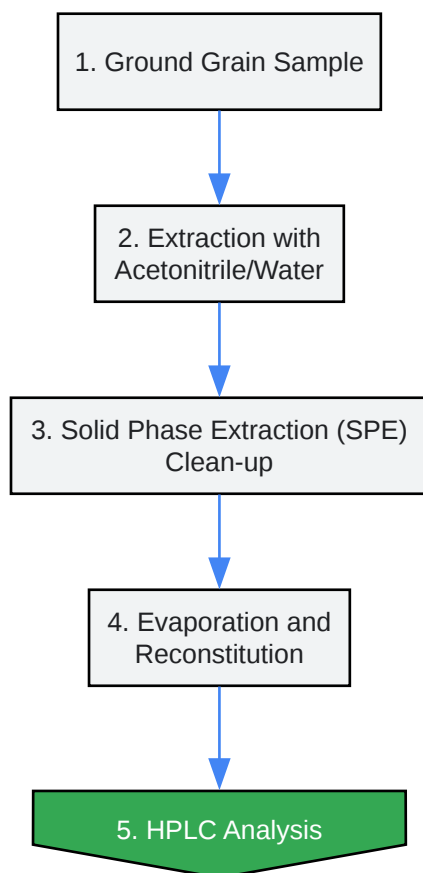 1. Ground Grain Sample
2. Extraction with
Acetonitrile/Water
3. Solid Phase Extraction (SPE)
Clean-up
4. Evaporation and
Reconstitution
5. HPLC Analysis